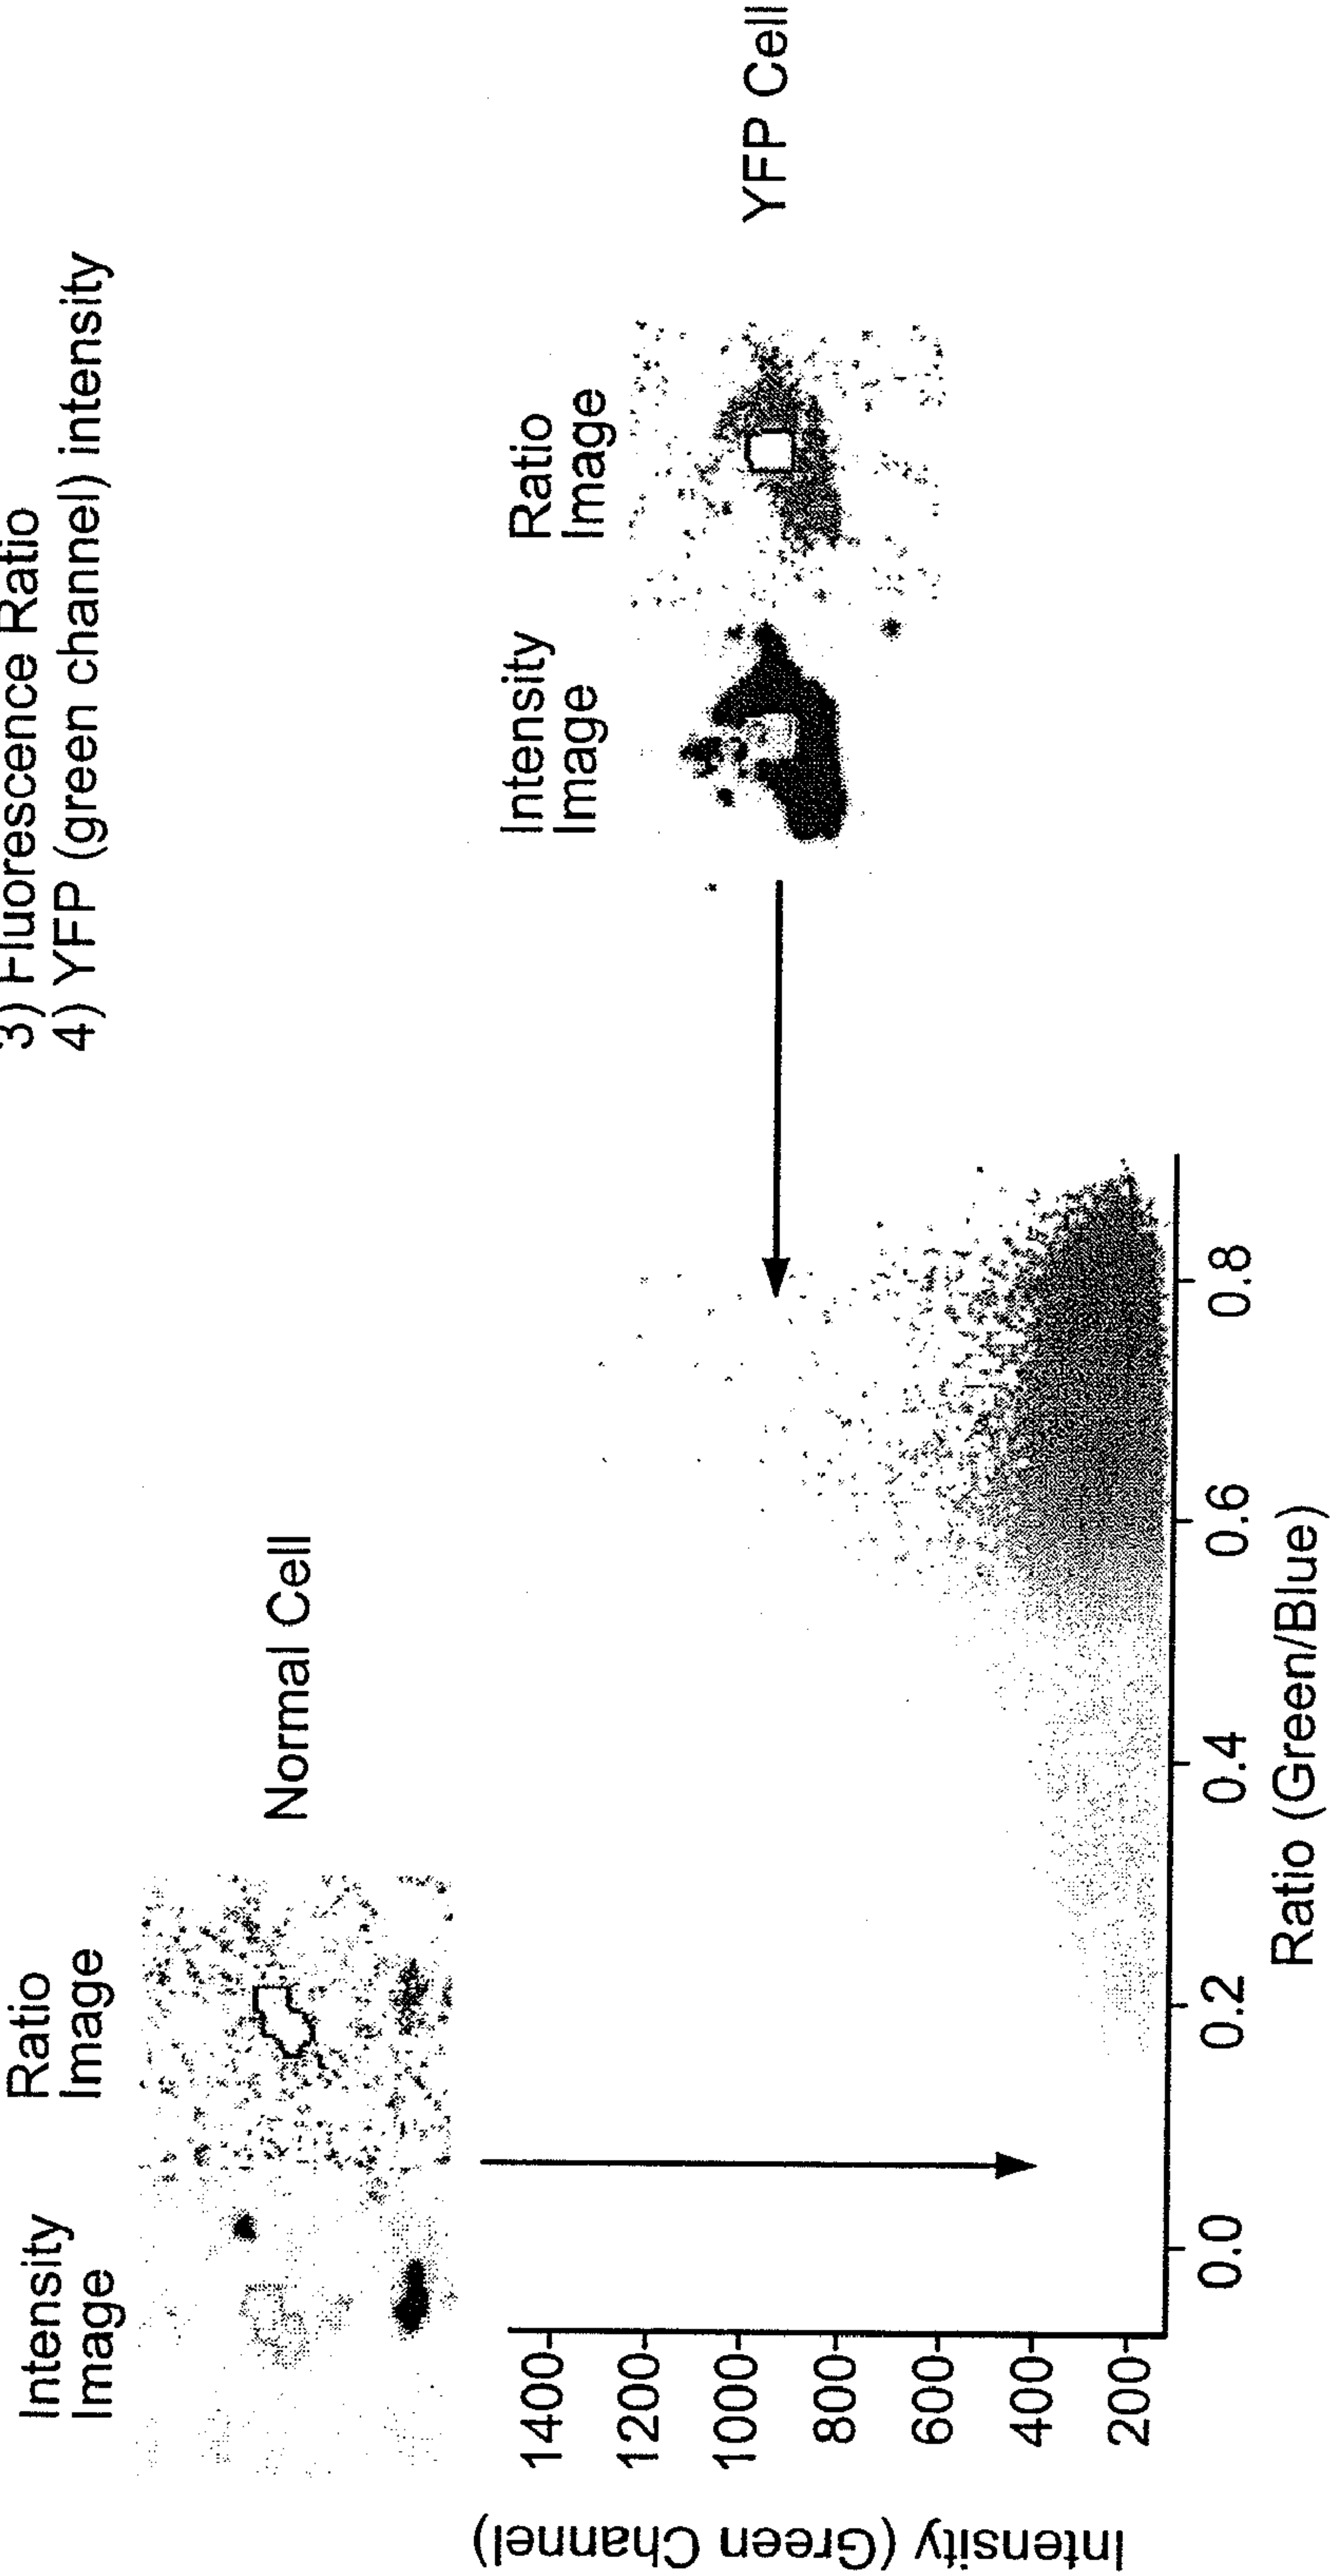 3) Fluorescence Ratio
4) YFP (green channel) intensity
Intensity
Image
Ratio
Image
Normal Cell
Intensity
Image
Ratio
Image
YFP Cell
Intensity (Green Channel)
1400
1200
1000
800
600
400
200
0.0
0.2
0.4
0.6
0.8
Ratio (Green/Blue)